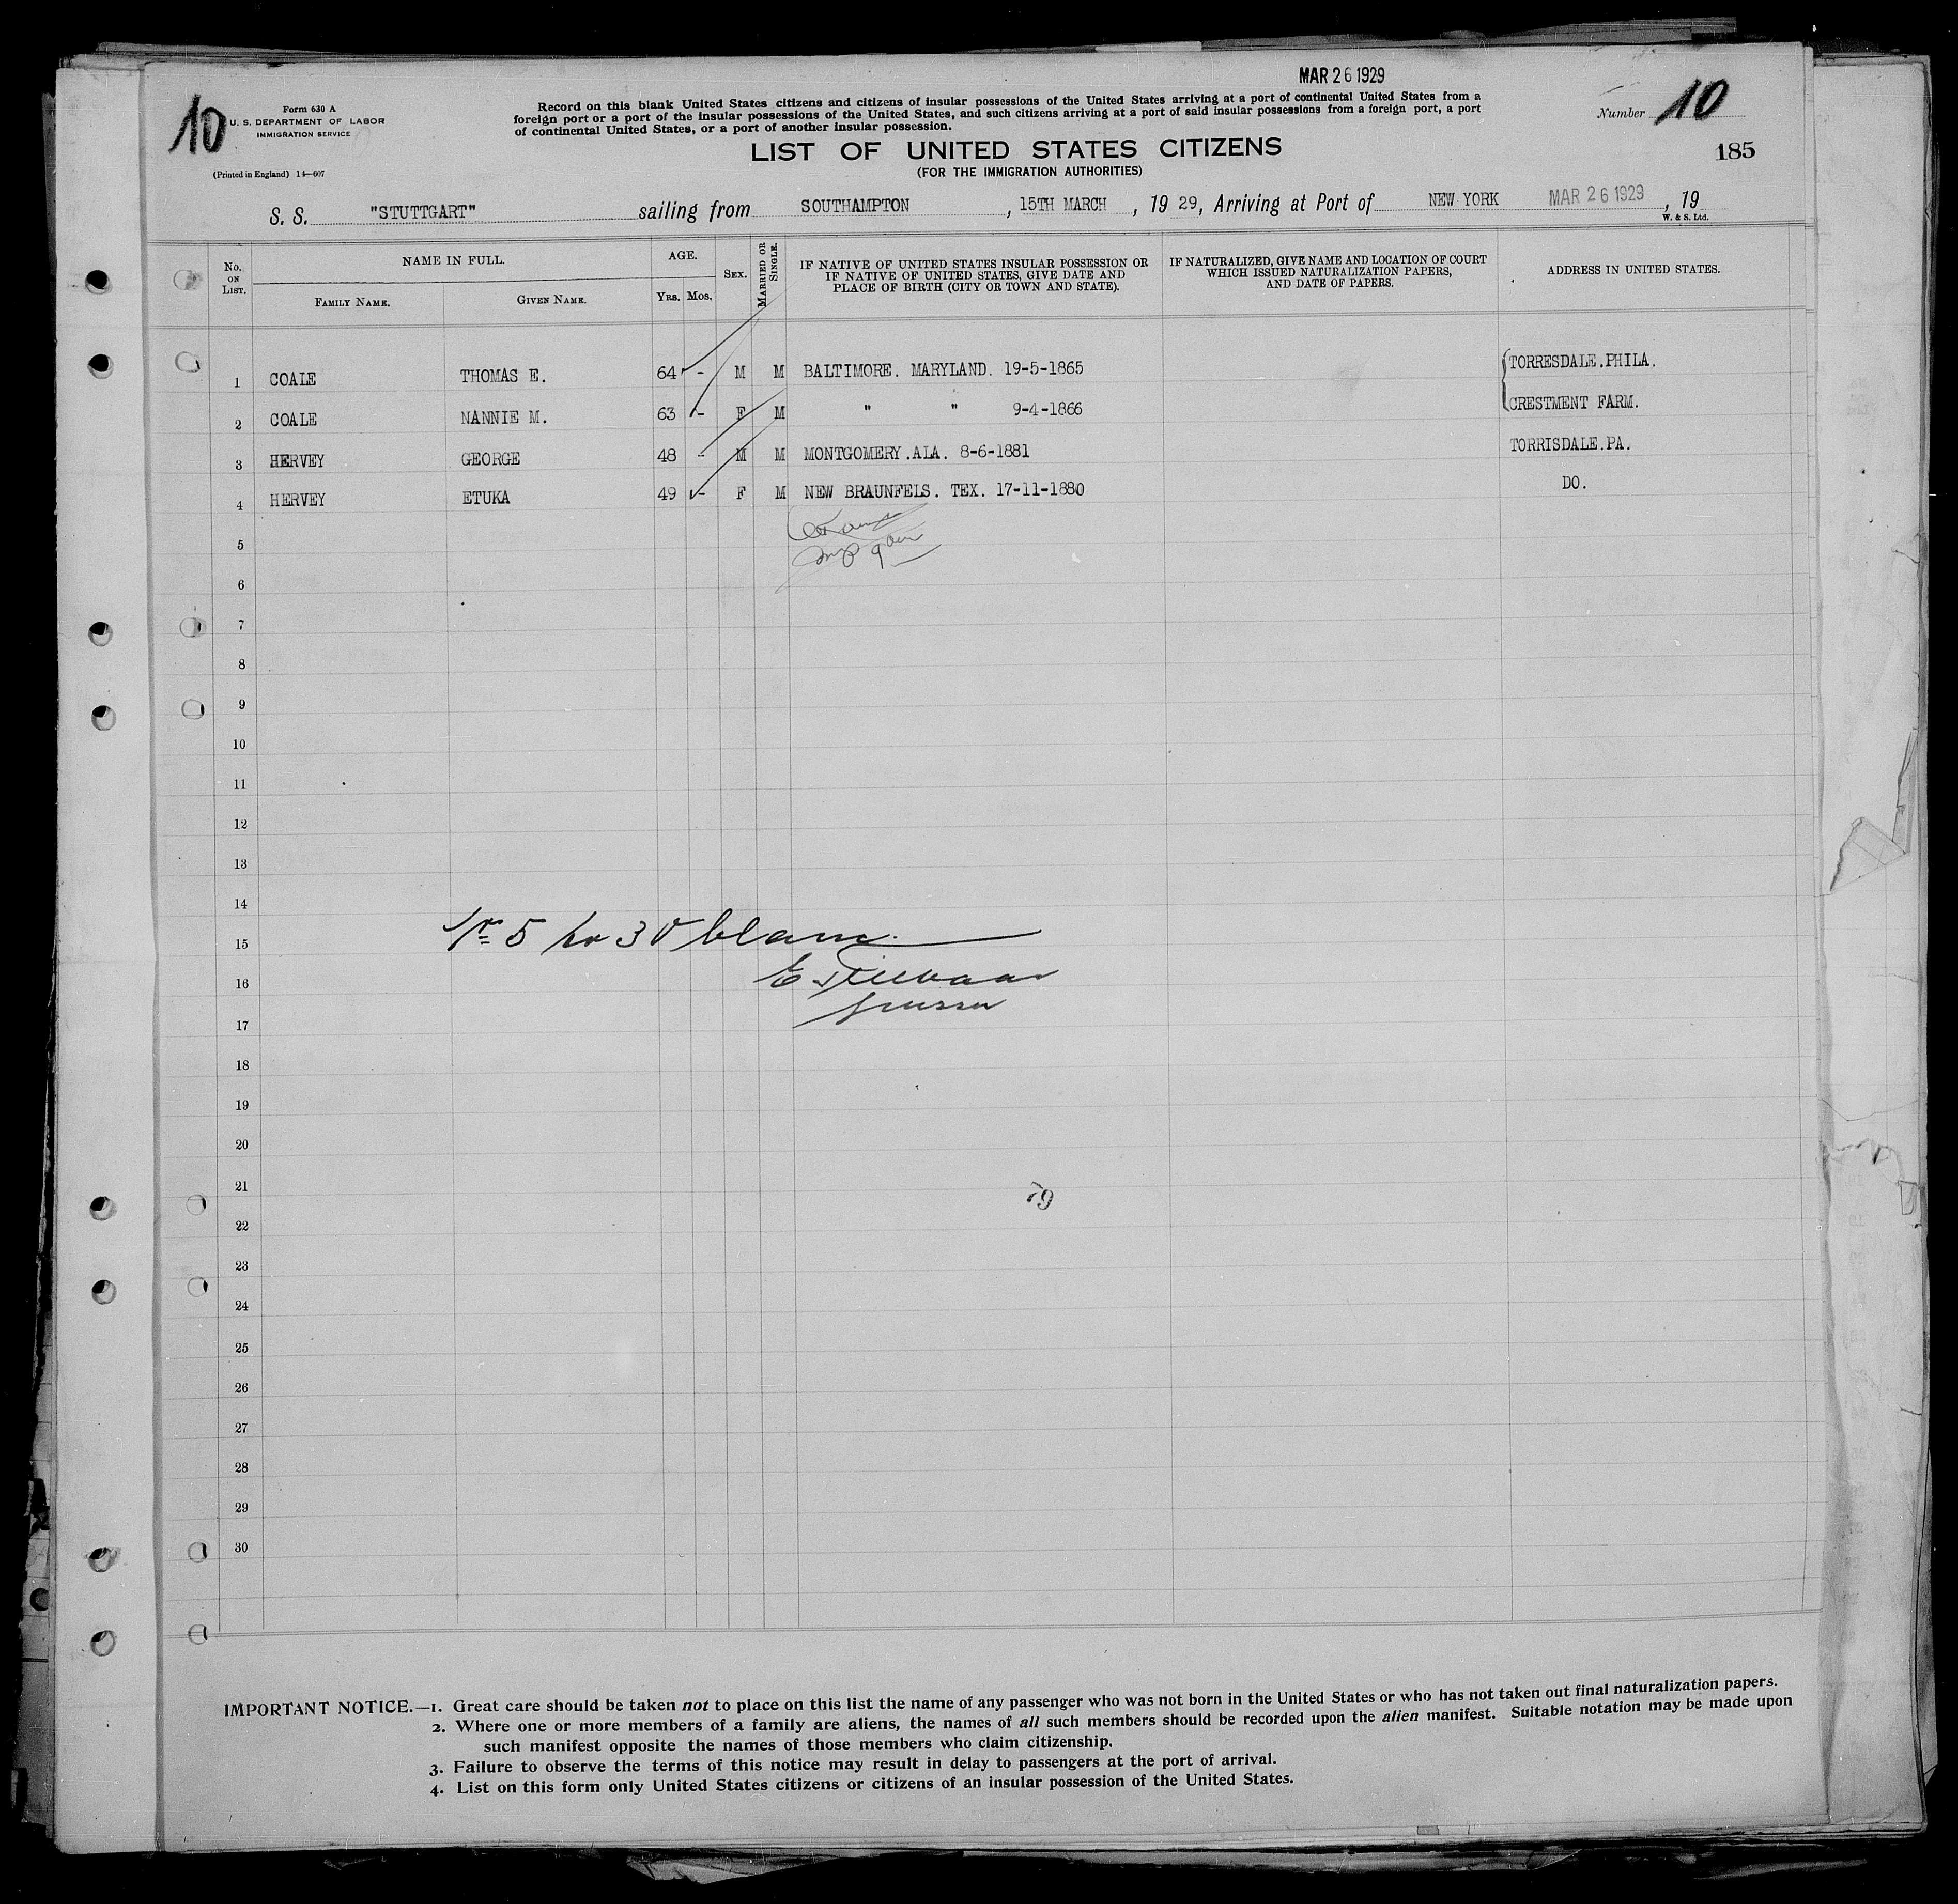 MAR 26 1929
10
Form 630 A
U. S. DEPARTMENT OF LABOR
IMMIGRATION SERVICE
(Printed in England) 14—607
Record on this blank United States citizens and citizens of insular possessions of the United States arriving at a port of continental United States from a
foreign port or a port of the insular possessions of the United States, and such citizens arriving at a port of said insular possessions from a foreign port, a port
of continental United States, or a port of another insular possession.
Number 10
LIST OF UNITED STATES CITIZENS
(FOR THE IMMIGRATION AUTHORITIES)
185
S. S. "STUTTGART" sailing from SOUTHAMPTON, 15TH MARCH, 19 29, Arriving at Port of NEW YORK MAR 26 1929, 19
W. & S. Ltd.
No. ON LIST. NAME IN FULL. FAMILY NAME. GIVEN NAME. AGE. YRS. MOS. SEX. MARRIED OR SINGLE. IF NATIVE OF UNITED STATES INSULAR POSSESSION OR IF NATIVE OF UNITED STATES, GIVE DATE AND PLACE OF BIRTH (CITY OR TOWN AND STATE). IF NATURALIZED, GIVE NAME AND LOCATION OF COURT WHICH ISSUED NATURALIZATION PAPERS, AND DATE OF PAPERS. ADDRESS IN UNITED STATES.
1 COALE THOMAS E. 64 - M M BALTIMORE. MARYLAND. 19-5-1865 TORRESDALE.PHILA.
2 COALE NANNIE M. 63 - F M " " 9-4-1866 CRESTMENT FARM.
3 HERVEY GEORGE 48 - M M MONTGOMERY.ALA. 8-6-1881 TORRISDALE.PA.
4 HERVEY ETUKA 49 - F M NEW BRAUNFELS. TEX. 17-11-1880 DO.
5
6
7
8
9
10
11
12
13
14
No 5 to 30 blanc.
15
16
17
18
19
20
21
79
22
23
24
25
26
27
28
29
30
IMPORTANT NOTICE.—1. Great care should be taken not to place on this list the name of any passenger who was not born in the United States or who has not taken out final naturalization papers.
2. Where one or more members of a family are aliens, the names of all such members should be recorded upon the alien manifest. Suitable notation may be made upon
such manifest opposite the names of those members who claim citizenship.
3. Failure to observe the terms of this notice may result in delay to passengers at the port of arrival.
4. List on this form only United States citizens or citizens of an insular possession of the United States.